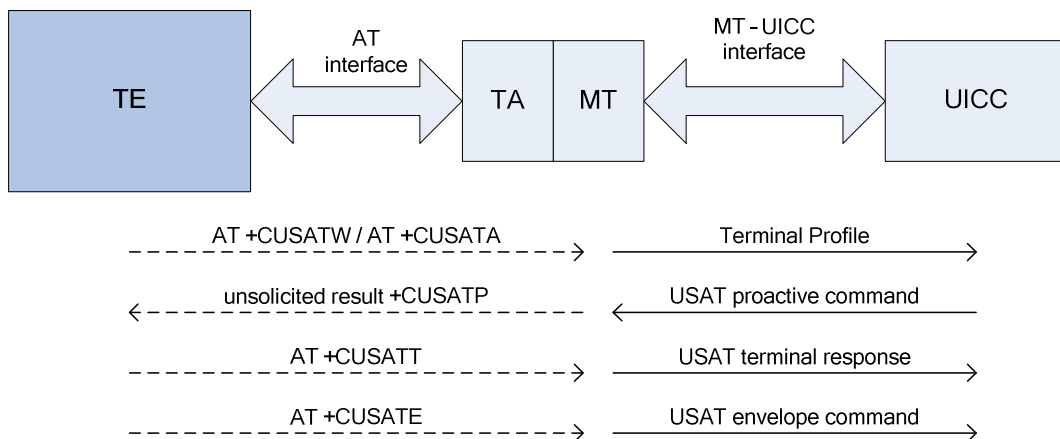 TE
AT
interface
TA
MT
MT - UICC
interface
UICC
AT +CUSATW / AT +CUSATA
Terminal Profile
unsolicited result +CUSATP
USAT proactive command
AT +CUSATT
USAT terminal response
AT +CUSATE
USAT envelope command